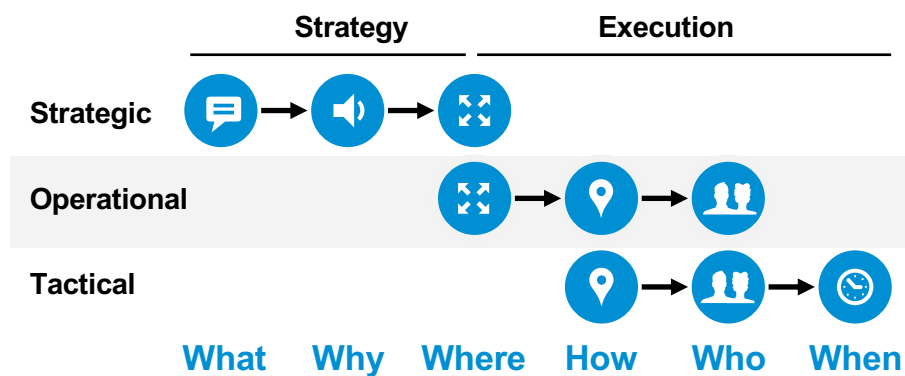 Strategy Execution
Strategic
Operational
Tactical
What Why Where How Who When